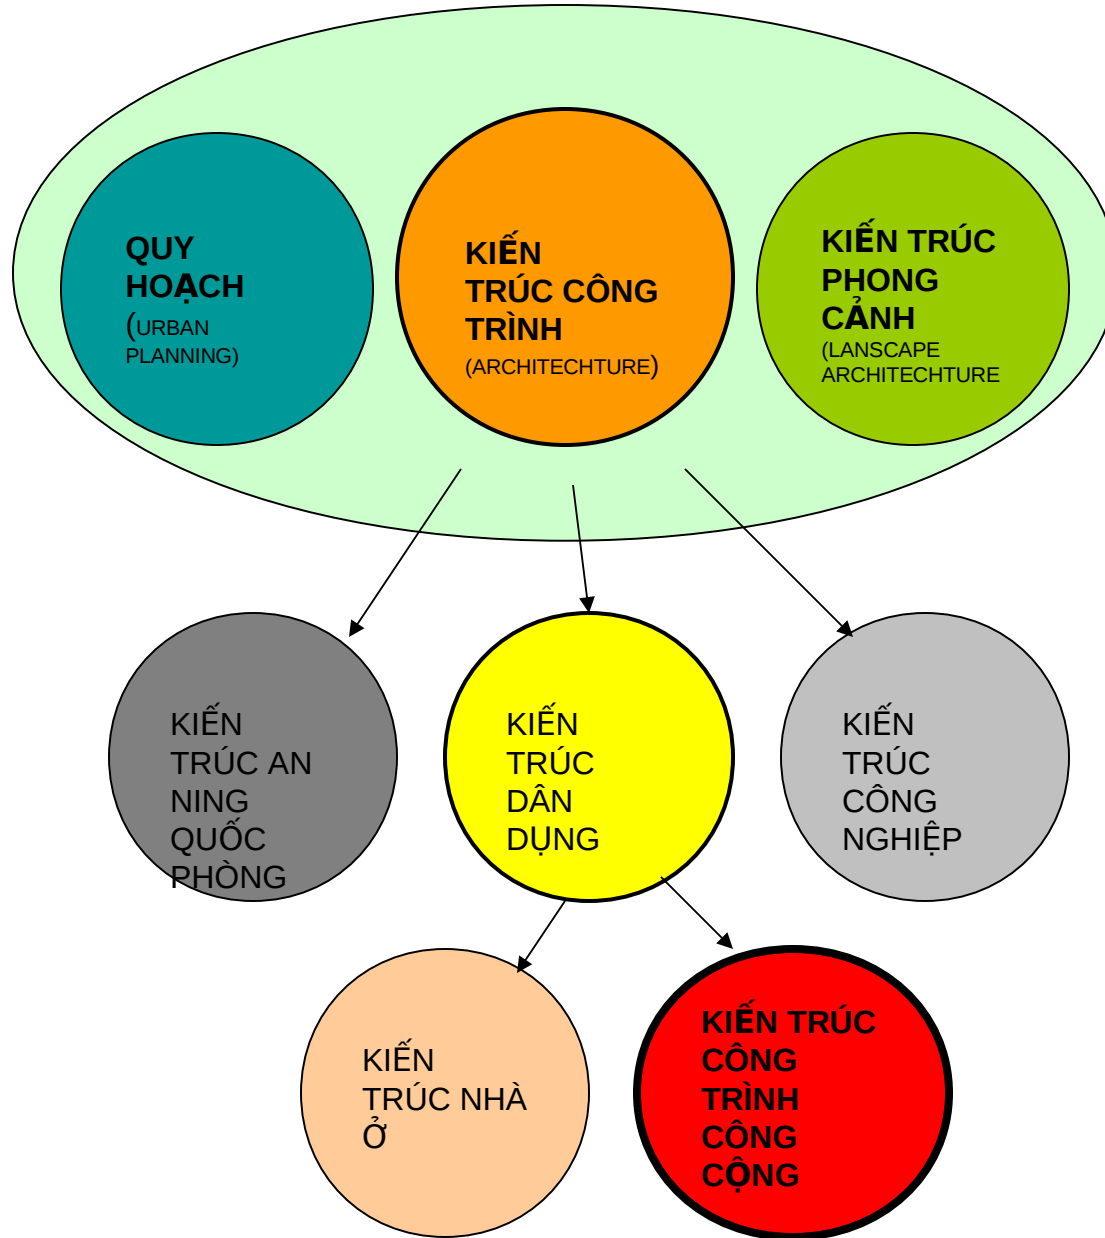 QUY
HOẠCH
(URBAN
PLANNING)
KIẾN
TRÚC CÔNG
TRÌNH
(ARCHITECHTURE)
KIẾN TRÚC
PHONG
CẢNH
(LANSCAPE
ARCHITECHTURE
KIẾN
TRÚC AN
NING
QUỐC
PHÒNG
KIẾN
TRÚC
DÂN
DỤNG
KIẾN
TRÚC
CÔNG
NGHIỆP
KIẾN
TRÚC NHÀ
Ở
KIẾN TRÚC
CÔNG
TRÌNH
CÔNG
CỘNG